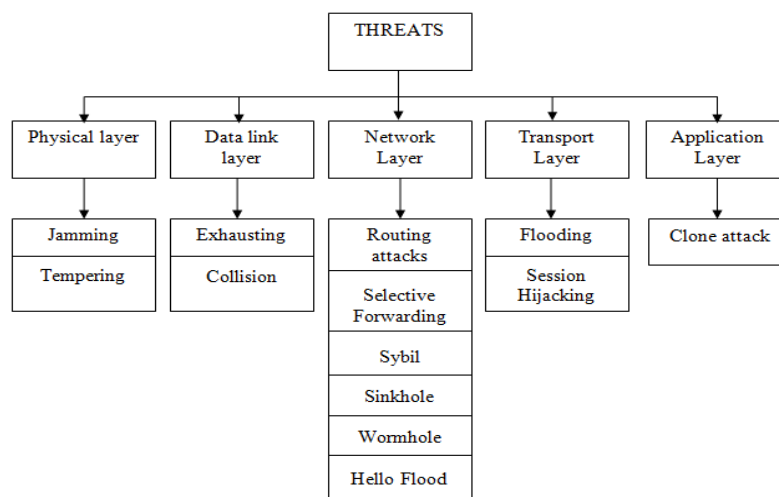 THREATS
Physical layer
Data link
layer
Network
Layer
Transport
Layer
Application
Layer
Jamming
Tempering
Exhausting
Collision
Routing
attacks
Selective
Forwarding
Sybil
Sinkhole
Wormhole
Hello Flood
Flooding
Session
Hijacking
Clone attack